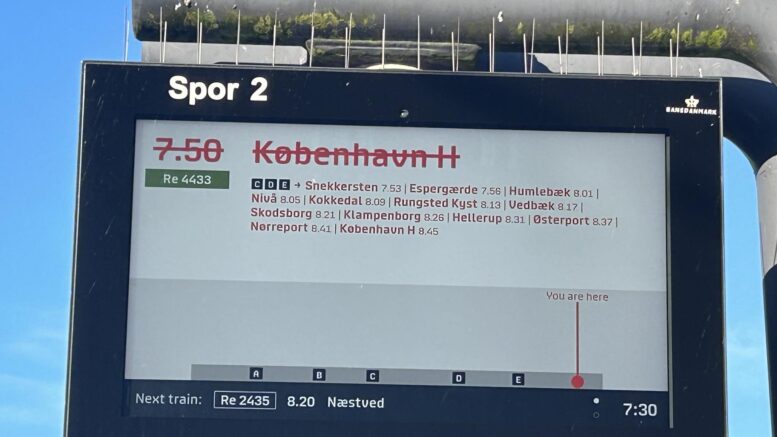 Spor 2
BANEDANMARK
7.50 København H
Re 4433
C D E → Snekkersten 7.53 | Espergærde 7.56 | Humlebæk 8.01 |
Nivå 8.05 | Kokkedal 8.09 | Rungsted Kyst 8.13 | Vedbæk 8.17 |
Skodsborg 8.21 | Klampenborg 8.26 | Hellerup 8.31 | Østerport 8.37 |
Nørreport 8.41 | København H 8.45
You are here
A B C D E
Next train: Re 2435 8.20 Næstved 7:30